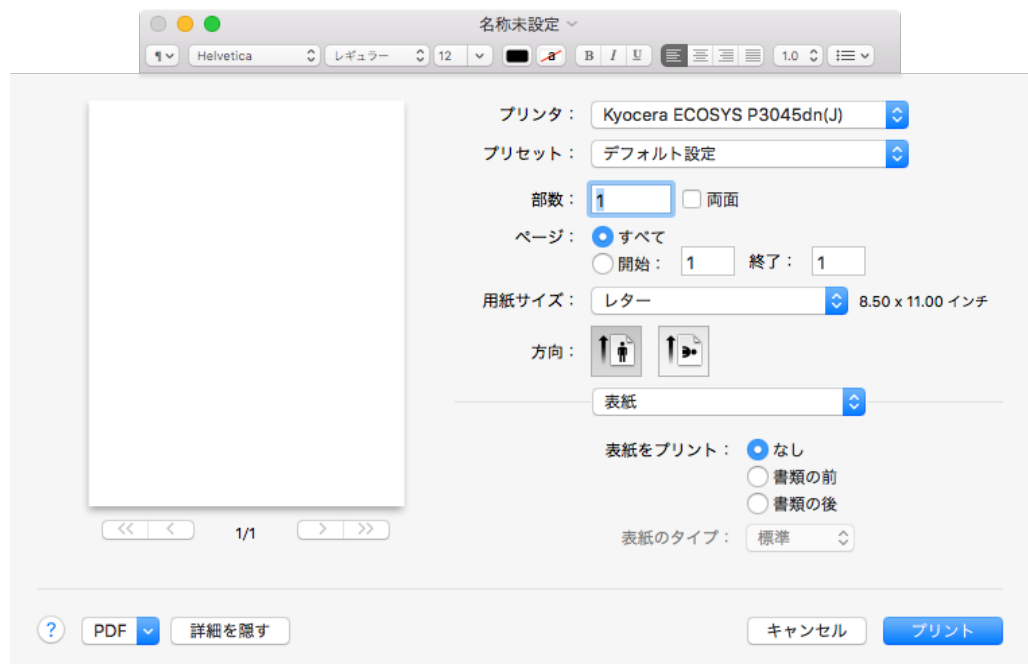 名称未設定
Helvetica レギュラー 12 a B I U 1.0
プリンタ： Kyocera ECOSYS P3045dn(J)
プリセット： デフォルト設定
部数： 1 両面
ページ： すべて
開始： 1 終了： 1
用紙サイズ： レター 8.50 x 11.00 インチ
方向：
表紙
表紙をプリント： なし
書類の前
書類の後
表紙のタイプ： 標準
<< < 1/1 > >>
? PDF 詳細を隠す キャンセル プリント